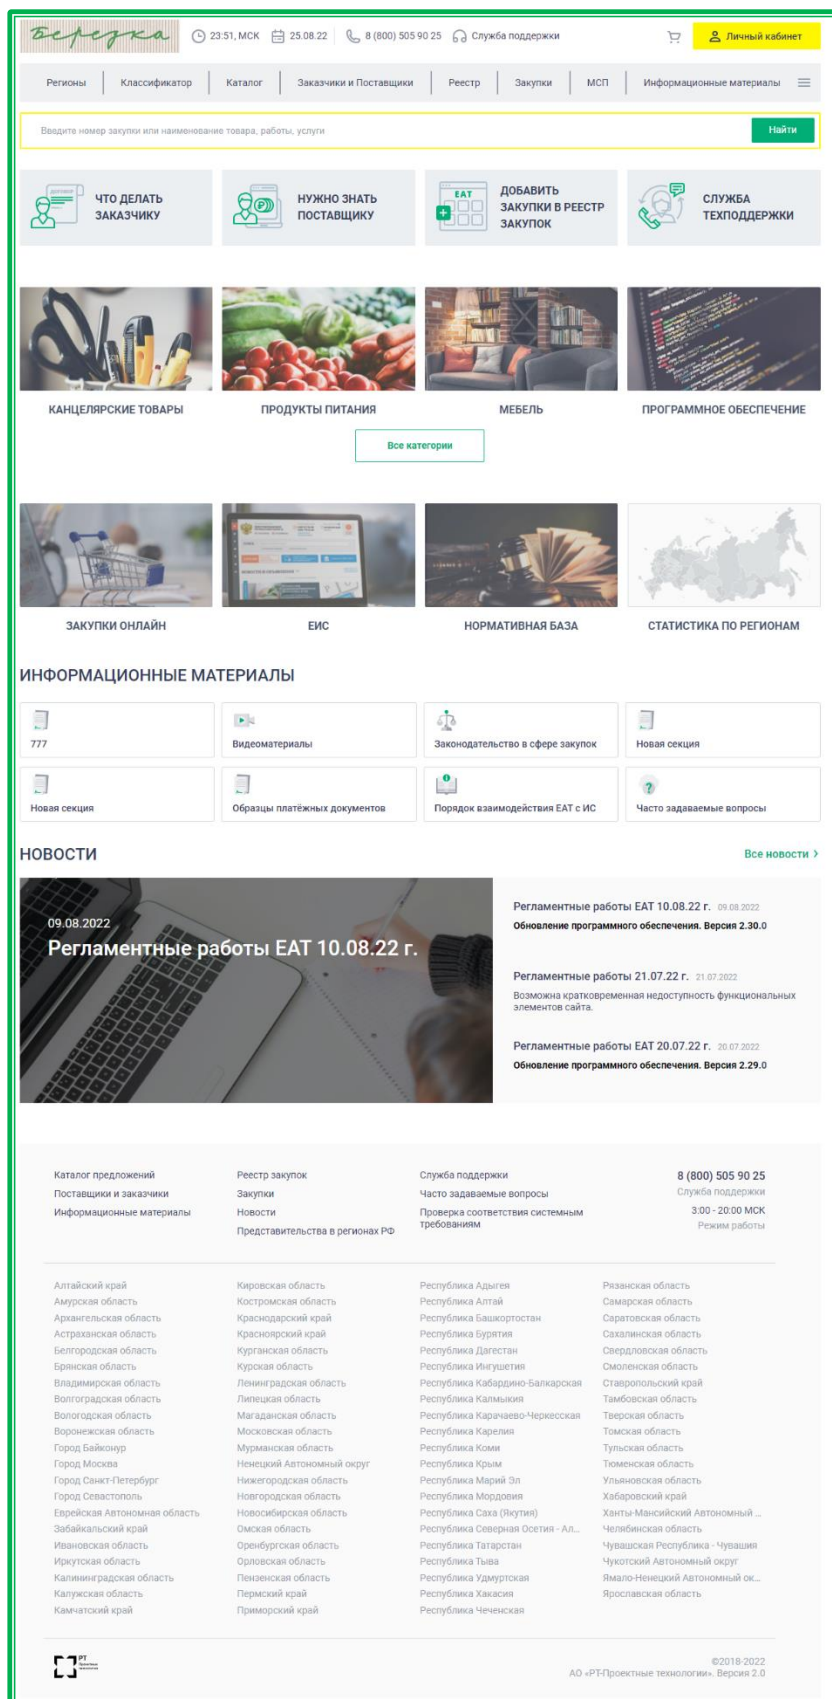 Березка
23:51, МСК 25.08.22 8 (800) 505 90 25 Служба поддержки
Личный кабинет
Регионы Классификатор Каталог Заказчики и Поставщики Реестр Закупки МСП Информационные материалы
Введите номер закупки или наименование товара, работы, услуги
Найти
ЧТО ДЕЛАТЬ
ЗАКАЗЧИКУ
НУЖНО ЗНАТЬ
ПОСТАВЩИКУ
ЕАТ
ДОБАВИТЬ
ЗАКУПКИ В РЕЕСТР
ЗАКУПОК
СЛУЖБА
ТЕХПОДДЕРЖКИ
КАНЦЕЛЯРСКИЕ ТОВАРЫ
ПРОДУКТЫ ПИТАНИЯ
МЕБЕЛЬ
ПРОГРАММНОЕ ОБЕСПЕЧЕНИЕ
Все категории
ЗАКУПКИ ОНЛАЙН
ЕИС
НОРМАТИВНАЯ БАЗА
СТАТИСТИКА ПО РЕГИОНАМ
ИНФОРМАЦИОННЫЕ МАТЕРИАЛЫ
777
Видеоматериалы
Законодательство в сфере закупок
Новая секция
Новая секция
Образцы платёжных документов
Порядок взаимодействия ЕАТ с ИС
Часто задаваемые вопросы
НОВОСТИ
Все новости
09.08.2022
Регламентные работы ЕАТ 10.08.22 г.
Регламентные работы ЕАТ 10.08.22 г. 09.08.2022
Обновление программного обеспечения. Версия 2.30.0
Регламентные работы 21.07.22 г. 21.07.2022
Возможна кратковременная недоступность функциональных
элементов сайта.
Регламентные работы ЕАТ 20.07.22 г. 20.07.2022
Обновление программного обеспечения. Версия 2.29.0
Каталог предложений
Поставщики и заказчики
Информационные материалы
Реестр закупок
Закупки
Новости
Представительства в регионах РФ
Служба поддержки
Часто задаваемые вопросы
Проверка соответствия системным
требованиям
8 (800) 505 90 25
Служба поддержки
3:00 - 20:00 МСК
Режим работы
Алтайский край
Амурская область
Архангельская область
Астраханская область
Белгородская область
Брянская область
Владимирская область
Волгоградская область
Вологодская область
Воронежская область
Город Байконур
Город Москва
Город Санкт-Петербург
Город Севастополь
Еврейская Автономная область
Забайкальский край
Ивановская область
Иркутская область
Калининградская область
Калужская область
Камчатский край
Кировская область
Костромская область
Краснодарский край
Красноярский край
Курганская область
Курская область
Ленинградская область
Липецкая область
Магаданская область
Московская область
Мурманская область
Ненецкий Автономный округ
Нижегородская область
Новгородская область
Новосибирская область
Омская область
Оренбургская область
Орловская область
Пензенская область
Пермский край
Приморский край
Республика Адыгея
Республика Алтай
Республика Башкортостан
Республика Бурятия
Республика Дагестан
Республика Ингушетия
Республика Кабардино-Балкарская
Республика Калмыкия
Республика Карачаево-Черкесская
Республика Карелия
Республика Коми
Республика Крым
Республика Марий Эл
Республика Мордовия
Республика Саха (Якутия)
Республика Северная Осетия - Ал...
Республика Татарстан
Республика Тыва
Республика Удмуртская
Республика Хакасия
Республика Чеченская
Рязанская область
Самарская область
Саратовская область
Сахалинская область
Свердловская область
Смоленская область
Ставропольский край
Тамбовская область
Тверская область
Томская область
Тульская область
Тюменская область
Ульяновская область
Хабаровский край
Ханты-Мансийский Автономный ...
Челябинская область
Чувашская Республика - Чувашия
Чукотский Автономный округ
Ямало-Ненецкий Автономный ок...
Ярославская область
РТ
Проектные
технологии
©2018-2022
АО «РТ-Проектные технологии». Версия 2.0